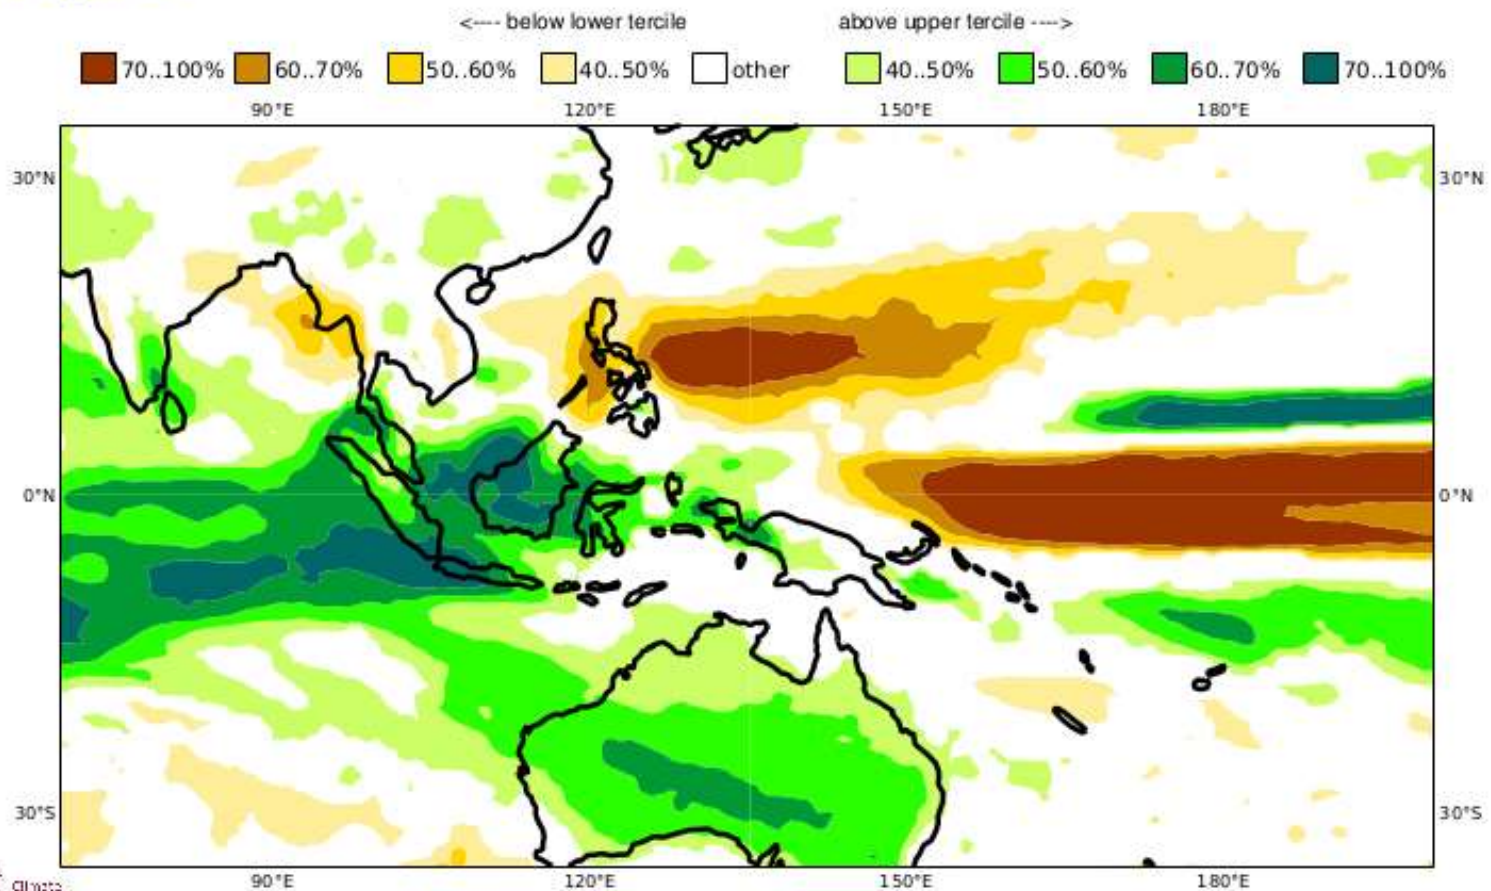 <---- below lower tercile above upper tercile ---->
70..100% 60..70% 50..60% 40..50% other 40..50% 50..60% 60..70% 70..100%
90°E 120°E 150°E 180°E
30°N 30°N
0°N 0°N
30°S 30°S
90°E 120°E 150°E 180°E
Climate